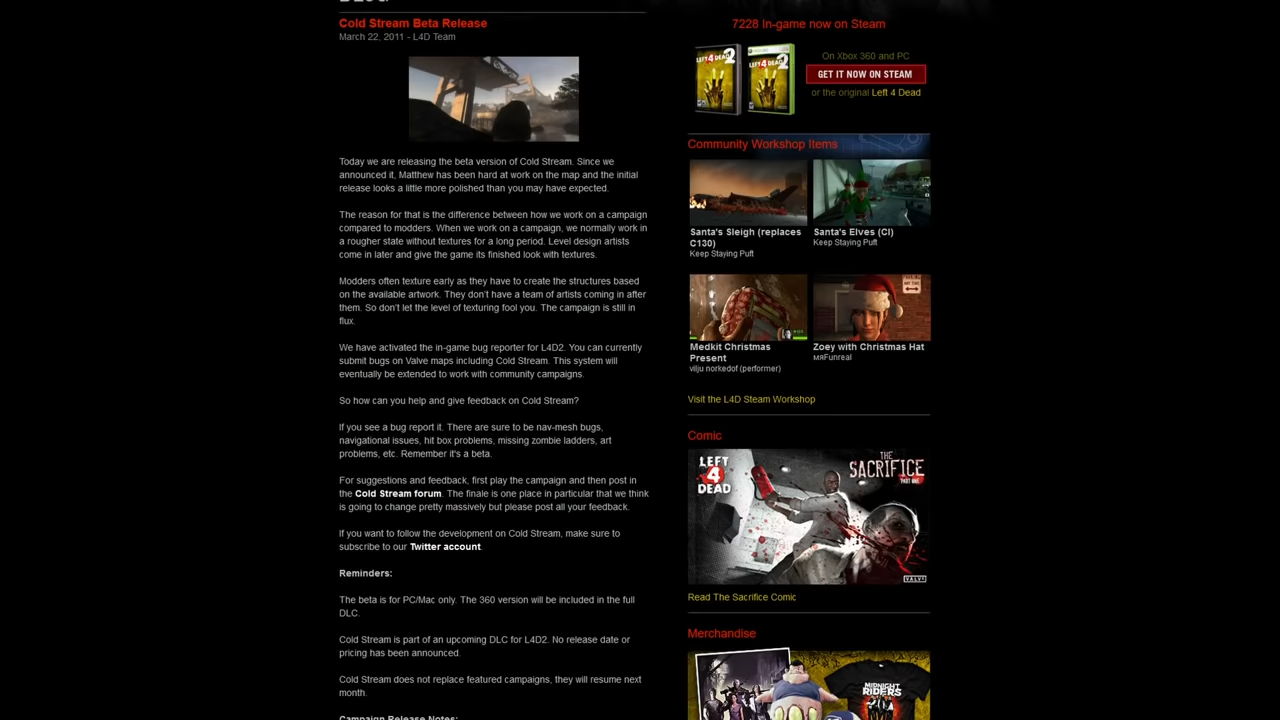 Cold Stream Beta Release
March 22, 2011 - L4D Team
Today we are releasing the beta version of Cold Stream. Since we
announced it, Matthew has been hard at work on the map and the initial
release looks a little more polished than you may have expected.
The reason for that is the difference between how we work on a campaign
compared to modders. When we work on a campaign, we normally work in
a rougher state without textures for a long period. Level design artists
come in later and give the game its finished look with textures.
Modders often texture early as they have to create the structures based
on the available artwork. They don't have a team of artists coming in after
them. So don't let the level of texturing fool you. The campaign is still in
flux.
We have activated the in-game bug reporter for L4D2. You can currently
submit bugs on Valve maps including Cold Stream. This system will
eventually be extended to work with community campaigns.
So how can you help and give feedback on Cold Stream?
If you see a bug report it. There are sure to be nav-mesh bugs,
navigational issues, hit box problems, missing zombie ladders, art
problems, etc. Remember it's a beta.
For suggestions and feedback, first play the campaign and then post in
the Cold Stream forum. The finale is one place in particular that we think
is going to change pretty massively but please post all your feedback.
If you want to follow the development on Cold Stream, make sure to
subscribe to our Twitter account.
Reminders:
The beta is for PC/Mac only. The 360 version will be included in the full
DLC.
Cold Stream is part of an upcoming DLC for L4D2. No release date or
pricing has been announced.
Cold Stream does not replace featured campaigns, they will resume next
month.
Campaign Release Notes:
7228 In-game now on Steam
LEFT 4 DEAD 2
LEFT 4 DEAD 2
On Xbox 360 and PC
GET IT NOW ON STEAM
or the original Left 4 Dead
Community Workshop Items
Santa's Sleigh (replaces
C130)
Keep Staying Puft
Santa's Elves (CI)
Keep Staying Puft
Medkit Christmas
Present
vilju norkedof (performer)
Zoey with Christmas Hat
мяFunreal
Visit the L4D Steam Workshop
Comic
LEFT
4
DEAD
THE
SACRIFICE
PART ONE
VALVE
Read The Sacrifice Comic
Merchandise
MIDNIGHT
RIDERS